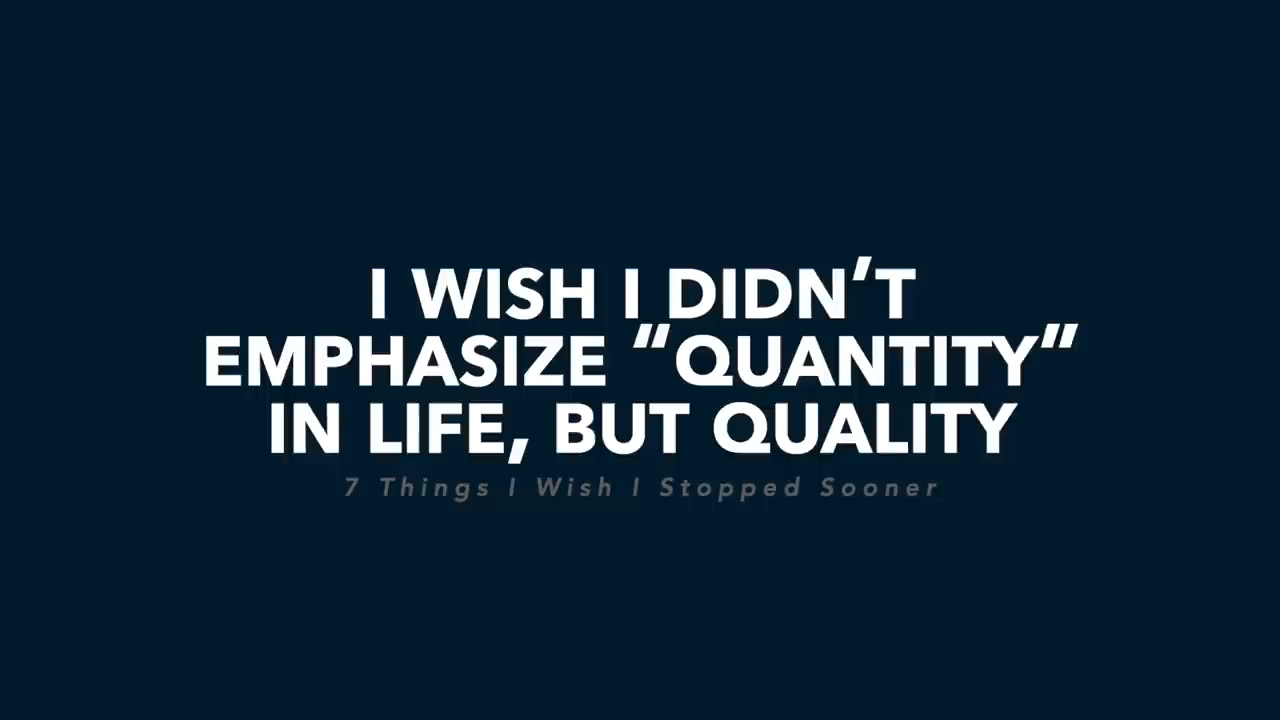 I WISH I DIDN’T
EMPHASIZE “QUANTITY”
IN LIFE, BUT QUALITY
7 Things I Wish I Stopped Sooner